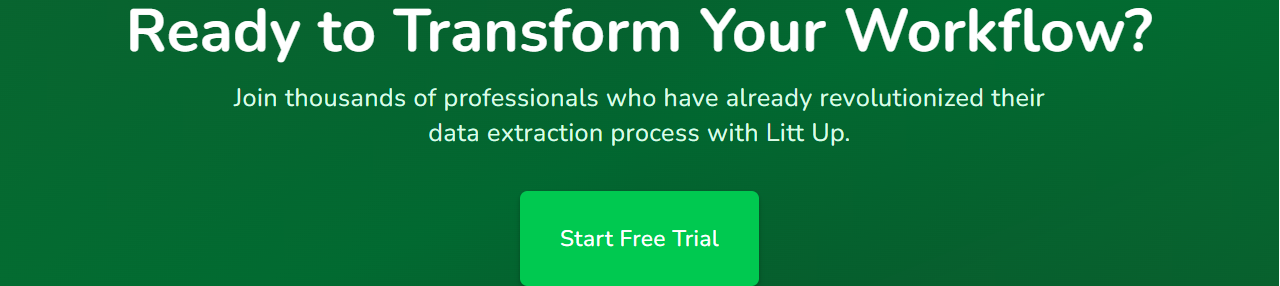 Ready to Transform Your Workflow?
Join thousands of professionals who have already revolutionized their
data extraction process with Litt Up.
Start Free Trial